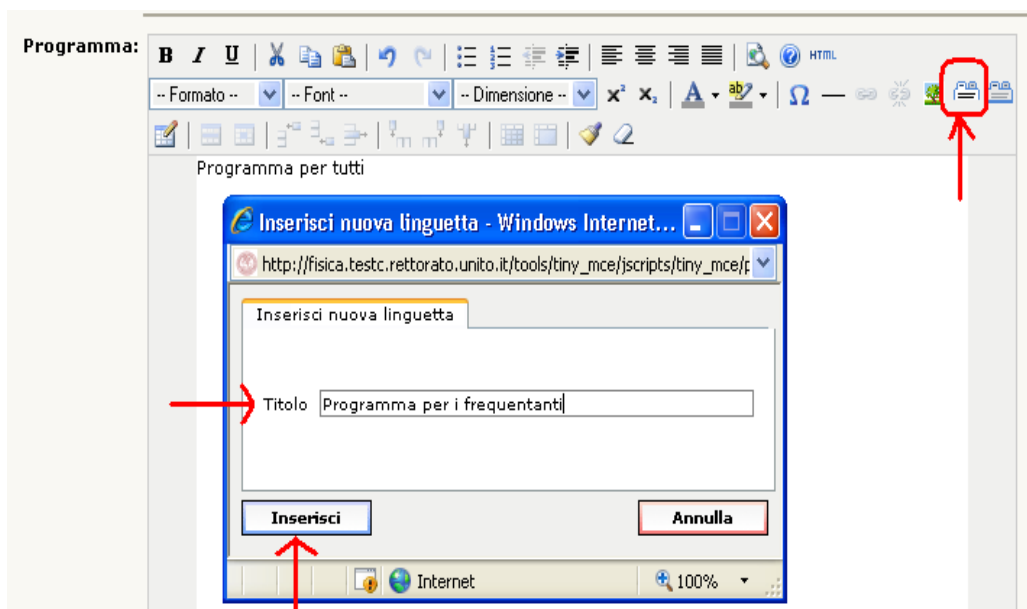 Programma:
B I U HTML
-- Formato -- -- Font -- -- Dimensione -- x² x₂ A ab Ω
Programma per tutti
Inserisci nuova linguetta - Windows Internet...
http://fisica.testc.rettorato.unito.it/tools/tiny_mce/jscripts/tiny_mce/p
Inserisci nuova linguetta
Titolo Programma per i frequentanti
Inserisci Annulla
Internet 100%